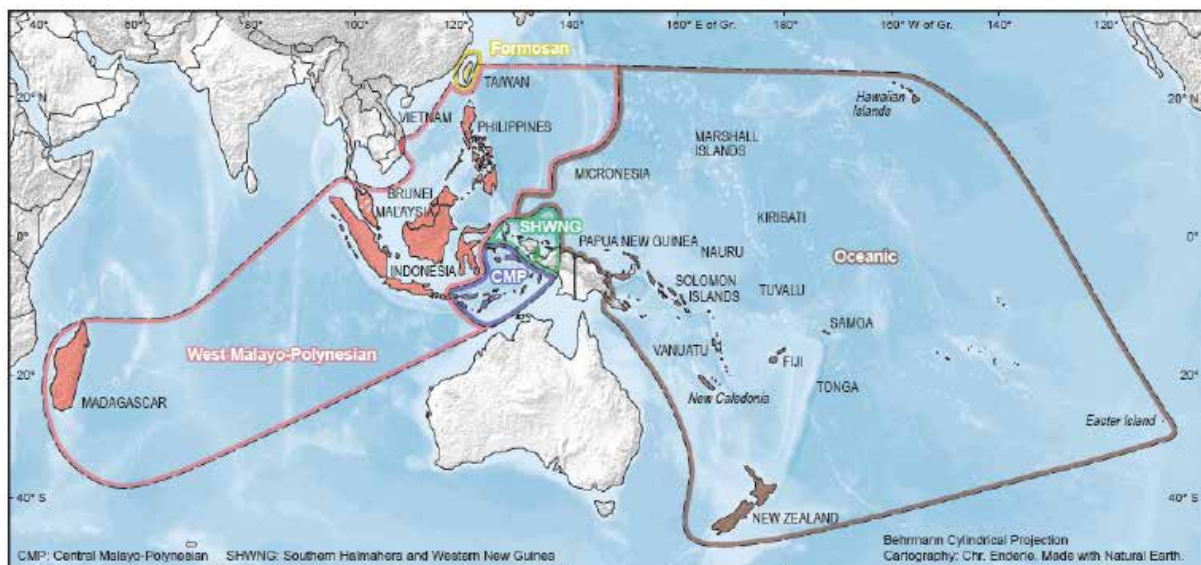 40° 60° 80° 100° 120° 140° 160° E of Gr. 180° 160° W of Gr. 140° 120°
Formosan
TAIWAN
20° N
20° N
Hawaiian
Islands
VIETNAM
PHILIPPINES
MARSHALL
ISLANDS
MICRONESIA
BRUNEI
MALAYSIA
KIRIBATI
SHWNG
0°
PAPUA NEW GUINEA
NAURU
0°
Oceanic
INDONESIA
CMP
SOLOMON
ISLANDS
TUVALU
SAMOA
West Malayo-Polynesian
VANUATU
FIJI
20°
MADAGASCAR
New Caledonia
TONGA
20°
Easter Island
40° S
40° S
NEW ZEALAND
CMP: Central Malayo-Polynesian SHWNG: Southern Halmahera and Western New Guinea
Behrmann Cylindrical Projection
Cartography: Chr. Enderle. Made with Natural Earth.